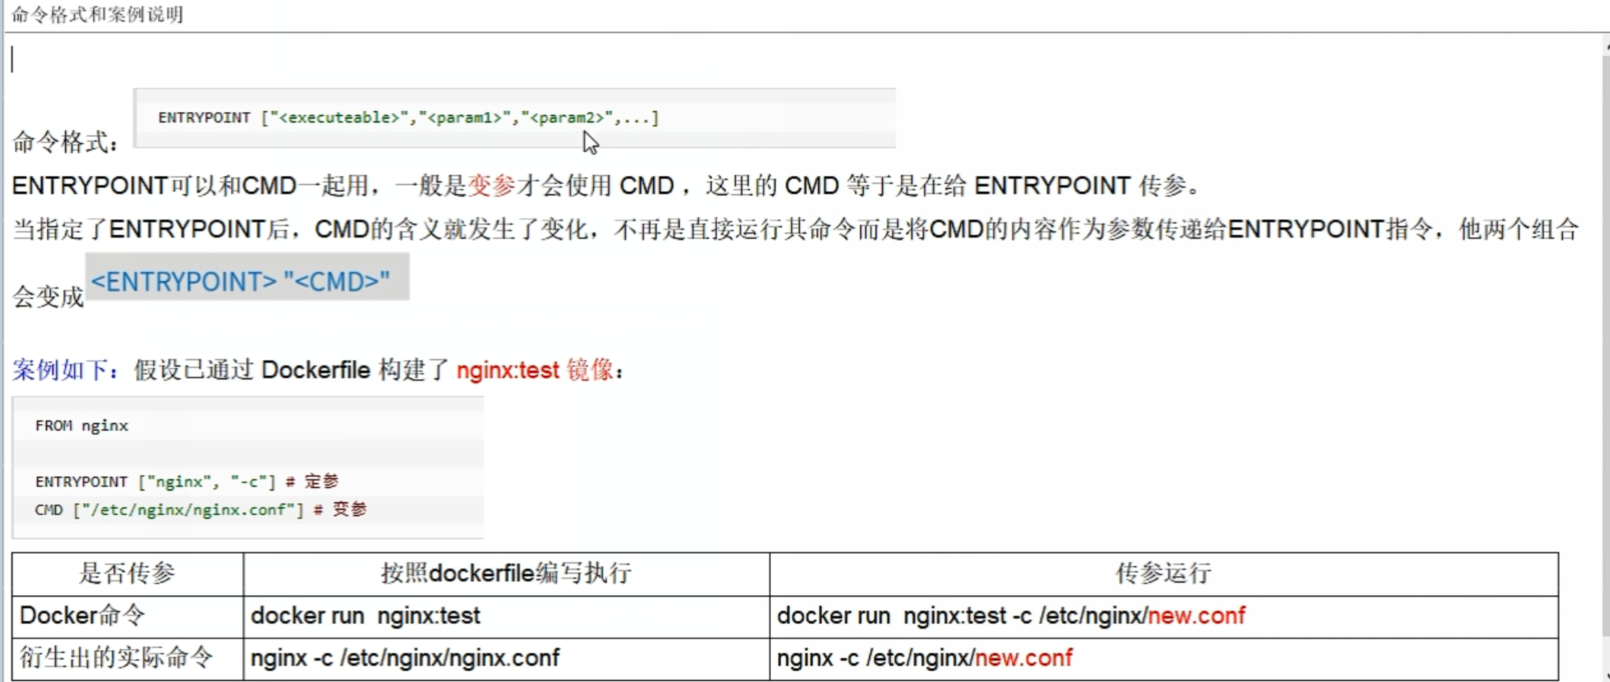 命令格式和案例说明
ENTRYPOINT ["<executeable>","<param1>","<param2>",...]
命令格式：
ENTRYPOINT可以和CMD一起用，一般是变参才会使用 CMD ，这里的 CMD 等于是在给 ENTRYPOINT 传参。
当指定了ENTRYPOINT后，CMD的含义就发生了变化，不再是直接运行其命令而是将CMD的内容作为参数传递给ENTRYPOINT指令，他两个组合
会变成<ENTRYPOINT> "<CMD>"
案例如下：假设已通过 Dockerfile 构建了 nginx:test 镜像：
FROM nginx
ENTRYPOINT ["nginx", "-c"] # 定参
CMD ["/etc/nginx/nginx.conf"] # 变参
是否传参 按照dockerfile编写执行 传参运行
Docker命令 docker run  nginx:test docker run  nginx:test -c /etc/nginx/new.conf
衍生出的实际命令 nginx -c /etc/nginx/nginx.conf nginx -c /etc/nginx/new.conf